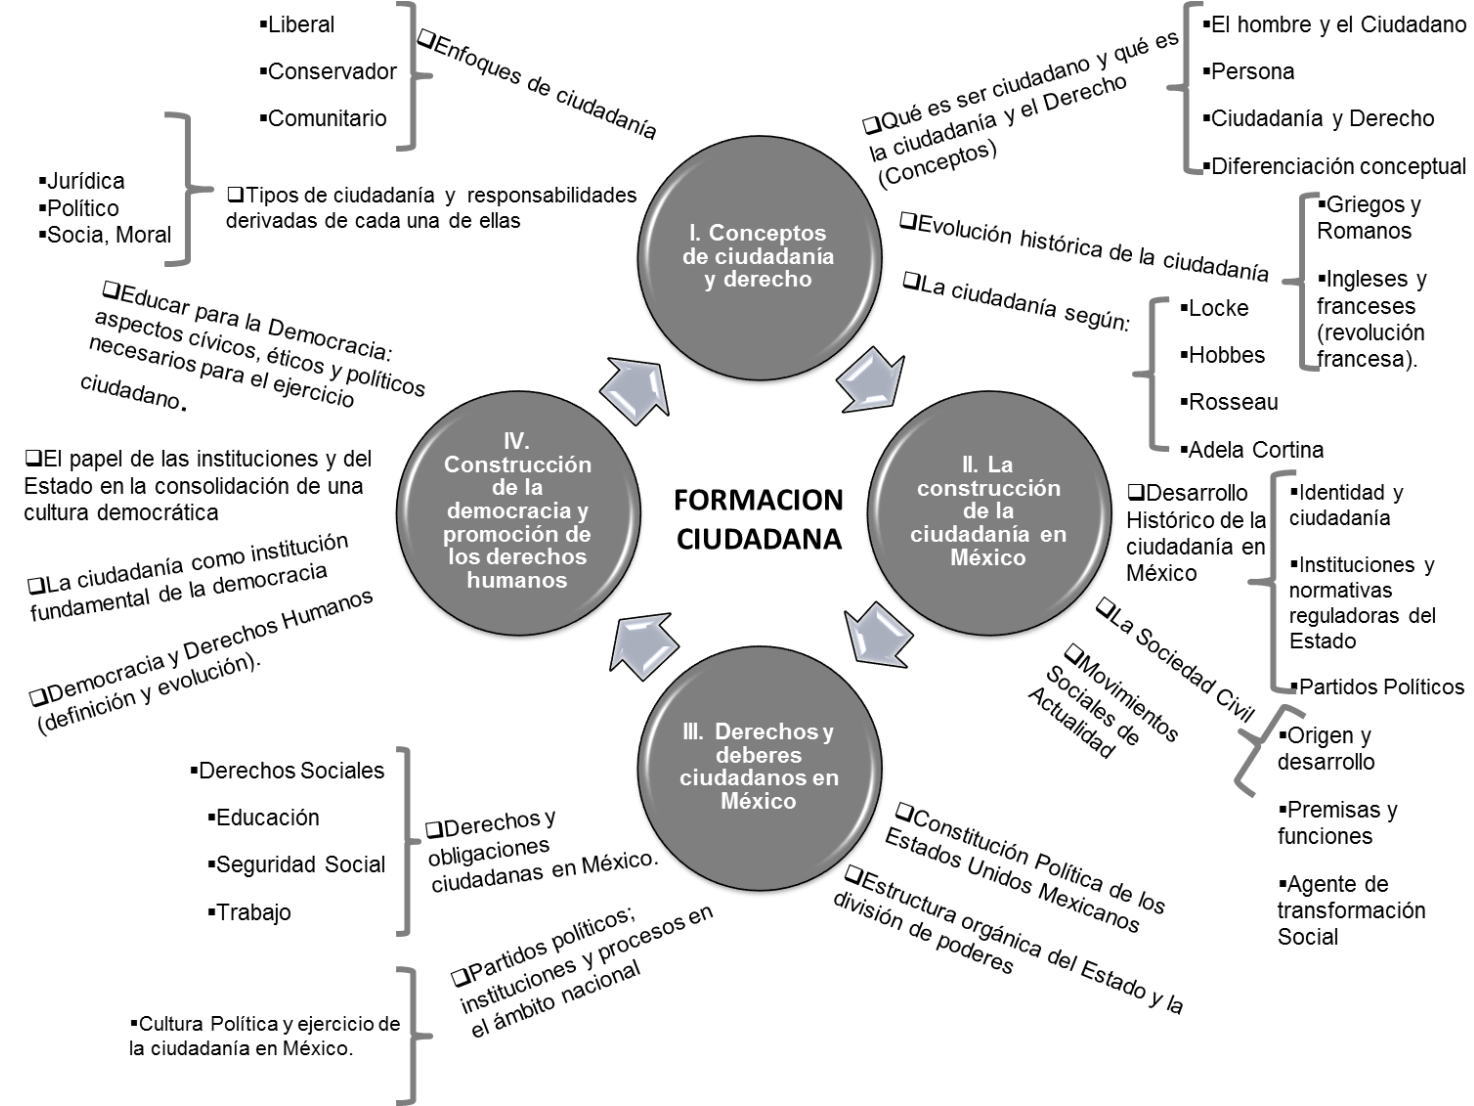 FORMACION
CIUDADANA
I. Conceptos
de ciudadanía
y derecho
❑Enfoques de ciudadanía
▪Liberal
▪Conservador
▪Comunitario
❑Tipos de ciudadanía y responsabilidades
derivadas de cada una de ellas
▪Jurídica
▪Político
▪Socia, Moral
❑Qué es ser ciudadano y qué es
la ciudadanía y el Derecho
(Conceptos)
▪El hombre y el Ciudadano
▪Persona
▪Ciudadanía y Derecho
▪Diferenciación conceptual
❑Evolución histórica de la ciudadanía
▪Griegos y
Romanos
▪Ingleses y
franceses
(revolución
francesa).
❑La ciudadanía según:
▪Locke
▪Hobbes
▪Rosseau
▪Adela Cortina
II. La
construcción
de la
ciudadanía en
México
❑Desarrollo
Histórico de la
ciudadanía en
México
▪Identidad y
ciudadanía
▪Instituciones y
normativas
reguladoras del
Estado
▪Partidos Políticos
❑La Sociedad Civil
▪Origen y
desarrollo
▪Premisas y
funciones
▪Agente de
transformación
Social
❑Movimientos
Sociales de
Actualidad
III. Derechos y
deberes
ciudadanos en
México
❑Constitución Política de los
Estados Unidos Mexicanos
❑Estructura orgánica del Estado y la
división de poderes
❑Derechos y
obligaciones
ciudadanas en México.
▪Derechos Sociales
▪Educación
▪Seguridad Social
▪Trabajo
❑Partidos políticos;
instituciones y procesos en
el ámbito nacional
▪Cultura Política y ejercicio de
la ciudadanía en México.
IV.
Construcción
de la
democracia y
promoción de
los derechos
humanos
❑Educar para la Democracia:
aspectos cívicos, éticos y políticos
necesarios para el ejercicio
ciudadano.
❑El papel de las instituciones y del
Estado en la consolidación de una
cultura democrática
❑La ciudadanía como institución
fundamental de la democracia
❑Democracia y Derechos Humanos
(definición y evolución).